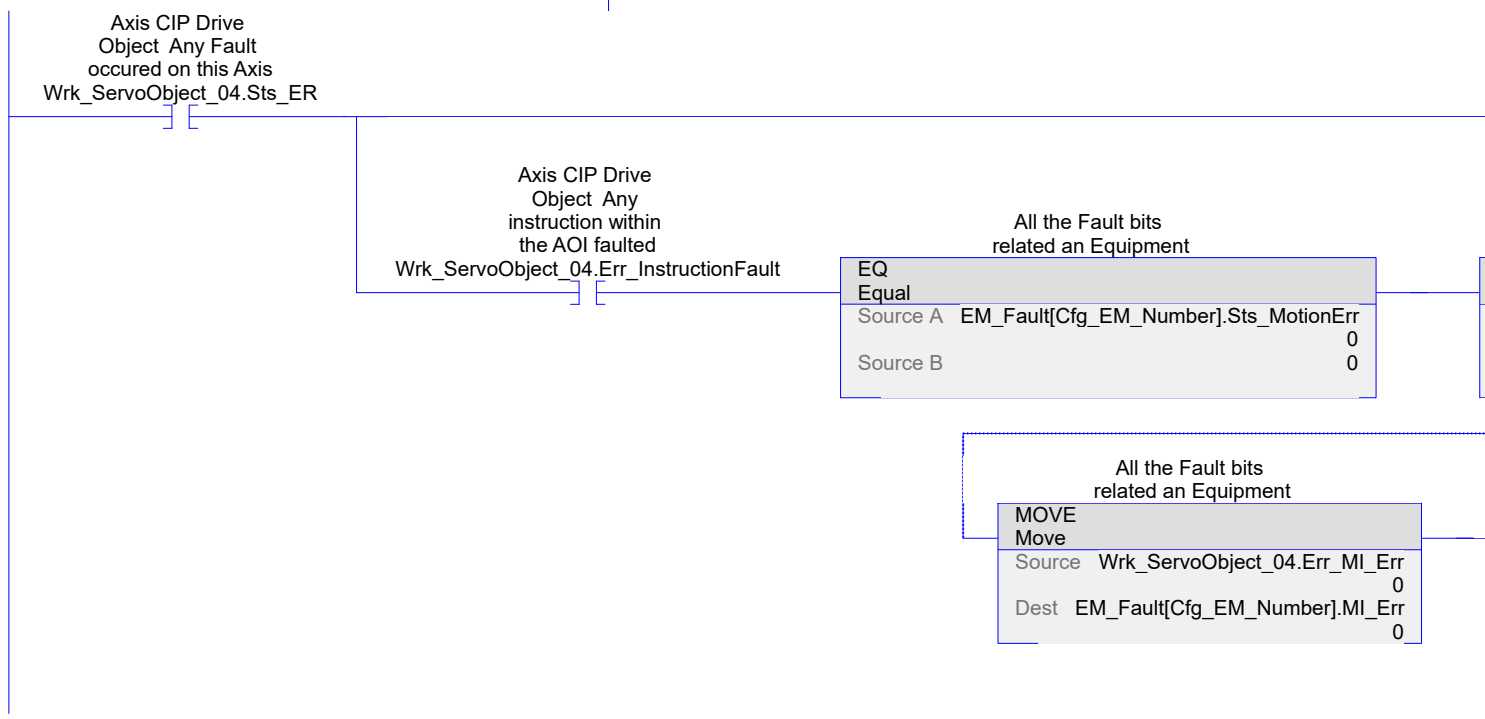 Axis CIP Drive
Object  Any Fault
occured on this Axis
Wrk_ServoObject_04.Sts_ER
Axis CIP Drive
Object  Any
instruction within
the AOI faulted
Wrk_ServoObject_04.Err_InstructionFault
All the Fault bits
related an Equipment
EQ
Equal
Source A EM_Fault[Cfg_EM_Number].Sts_MotionErr
0
Source B 0
All the Fault bits
related an Equipment
MOVE
Move
Source Wrk_ServoObject_04.Err_MI_Err
0
Dest EM_Fault[Cfg_EM_Number].MI_Err
0